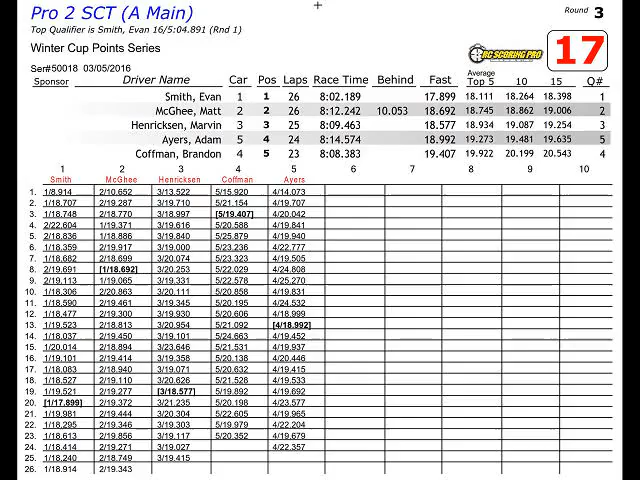 Pro 2 SCT (A Main)
Round 3
Top Qualifier is Smith, Evan 16/5:04.891 (Rnd 1)
Winter Cup Points Series
RC SCORING PRO
17
Ser#50018 03/05/2016
Sponsor Driver Name Car Pos Laps Race Time Behind Fast Average Top 5 10 15 Q#
Smith, Evan 1 1 26 8:02.189 17.899 18.111 18.264 18.398 1
McGhee, Matt 2 2 26 8:12.242 10.053 18.692 18.745 18.862 19.006 2
Henricksen, Marvin 3 3 25 8:09.463 18.577 18.934 19.087 19.254 3
Ayers, Adam 5 4 24 8:14.574 18.992 19.273 19.481 19.635 5
Coffman, Brandon 4 5 23 8:08.383 19.407 19.922 20.199 20.543 4
1 2 3 4 5 6 7 8 9 10
Smith McGhee Henricksen Coffman Ayers
1. 1/8.914 2/10.652 3/13.522 5/15.920 4/14.073
2. 1/18.707 2/19.287 3/19.710 5/21.154 4/19.707
3. 1/18.748 2/18.770 3/18.997 [5/19.407] 4/20.042
4. 2/22.604 1/19.371 3/19.616 5/20.588 4/19.841
5. 2/18.836 1/18.886 3/19.840 5/25.879 4/19.940
6. 1/18.359 2/19.917 3/19.000 5/23.236 4/22.777
7. 1/18.682 2/18.699 3/20.074 5/23.323 4/19.505
8. 2/19.691 [1/18.692] 3/20.253 5/22.029 4/24.808
9. 2/19.113 1/19.065 3/19.331 5/22.578 4/25.270
10. 1/18.306 2/20.863 3/20.111 5/20.858 4/19.831
11. 1/18.590 2/19.461 3/19.345 5/20.195 4/24.532
12. 1/18.477 2/19.308 3/19.604 5/20.612 4/18.999
13. 1/19.523 2/18.813 3/20.954 5/21.092 [4/18.992]
14. 1/18.037 2/19.450 3/19.101 5/24.663 4/19.452
15. 1/20.014 2/18.894 3/23.646 5/21.531 4/19.937
16. 1/19.101 2/19.414 3/19.358 5/20.138 4/20.446
17. 1/18.083 2/18.940 3/19.071 5/20.632 4/19.415
18. 1/18.527 2/19.110 3/20.626 5/21.528 4/19.533
19. 1/19.521 2/19.277 [3/18.577] 5/19.892 4/19.692
20. [1/17.899] 2/19.372 3/21.235 5/20.198 4/23.577
21. 1/19.981 2/19.444 3/20.304 5/22.605 4/19.965
22. 1/18.295 2/19.346 3/19.303 5/19.979 4/22.204
23. 1/18.613 2/19.856 3/19.117 5/20.352 4/19.679
24. 1/18.414 2/19.271 3/19.027 4/22.357
25. 1/18.240 2/18.749 3/19.415
26. 1/18.914 2/19.343